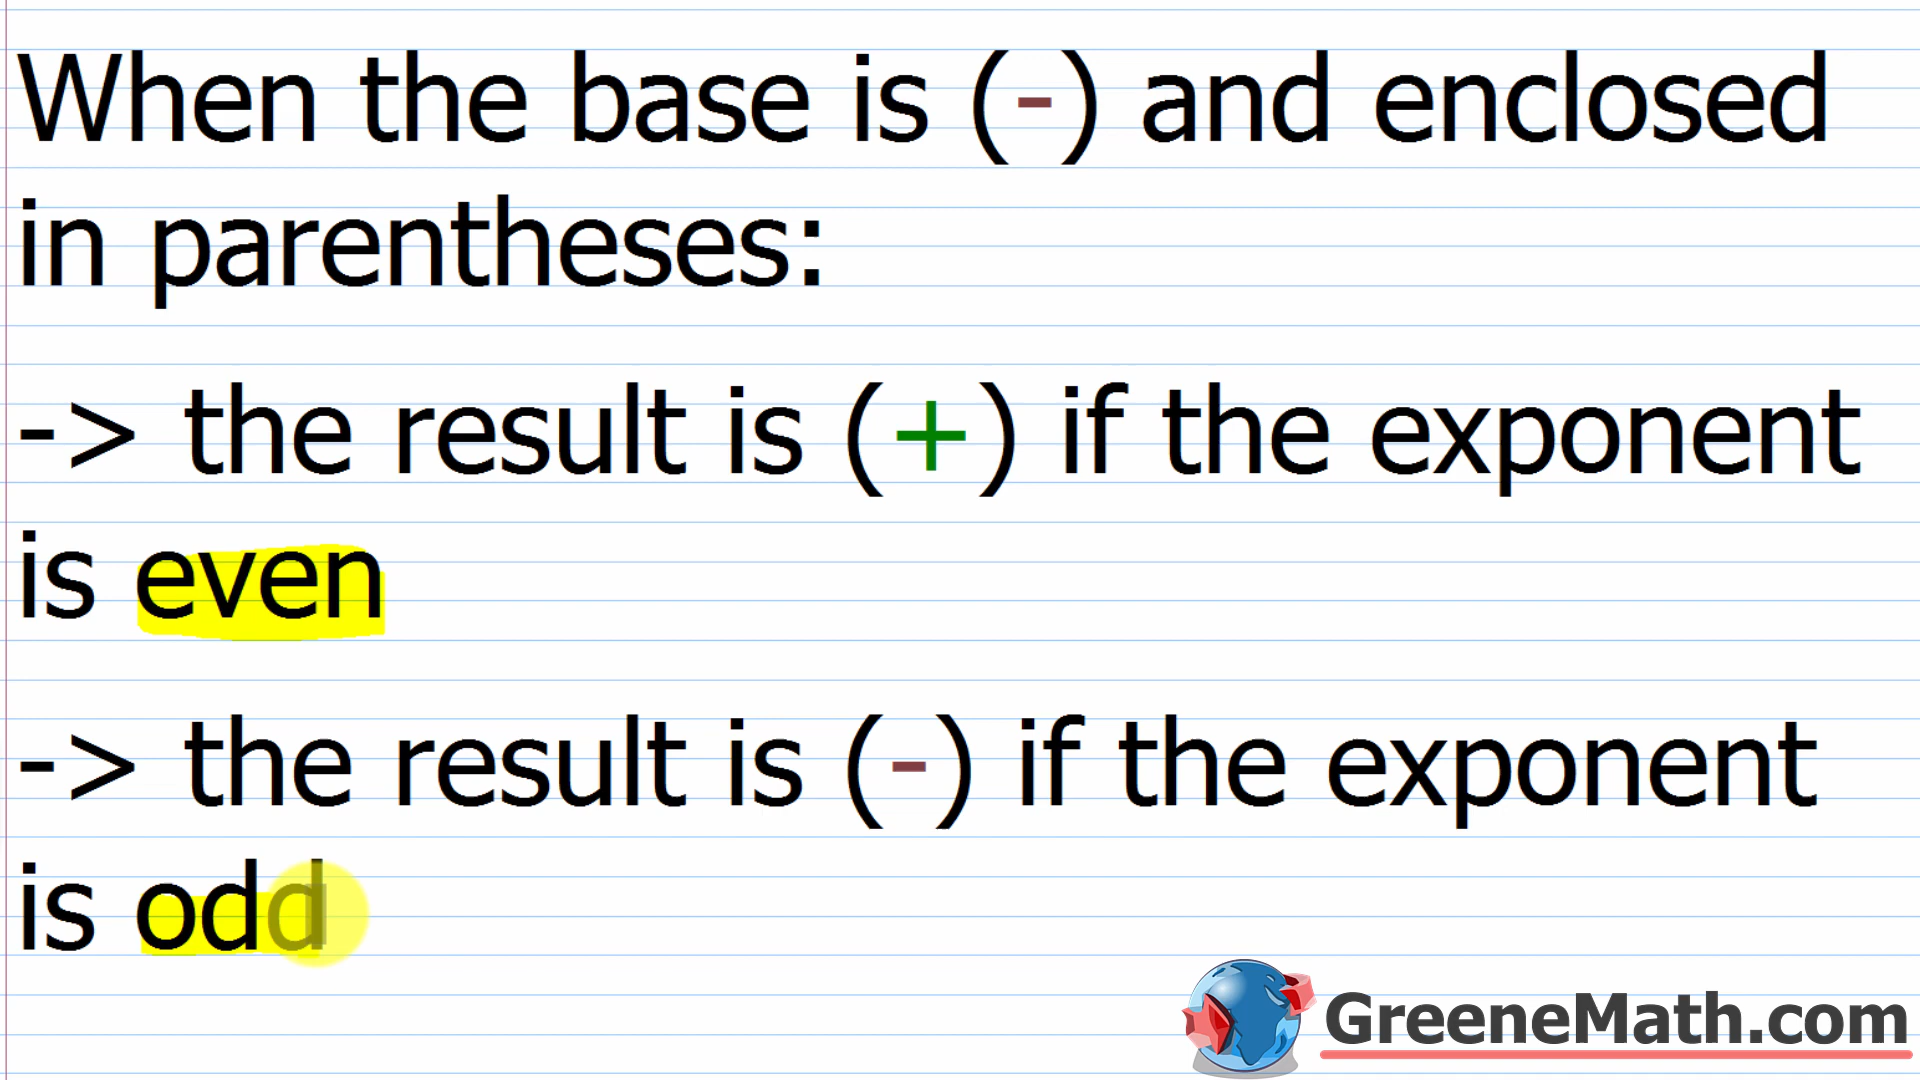 When the base is (-) and enclosed
in parentheses:
-> the result is (+) if the exponent
is even
-> the result is (-) if the exponent
is odd
GreeneMath.com